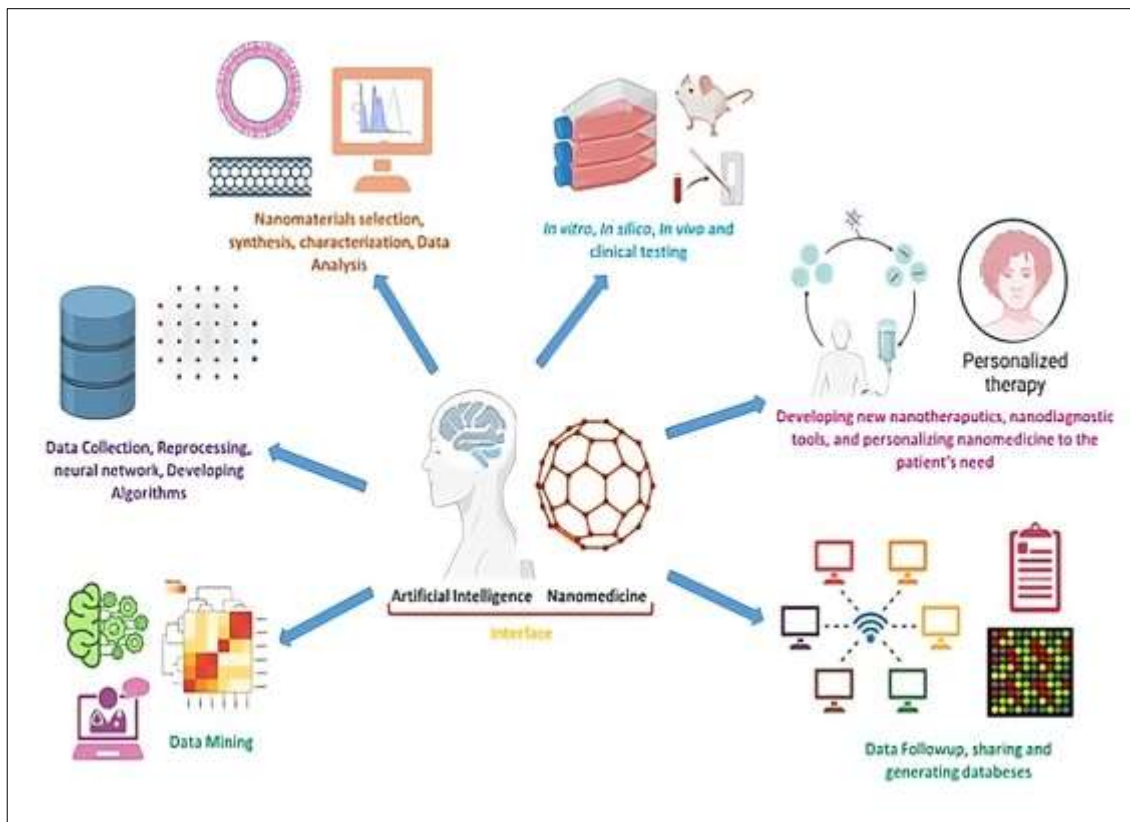 Nanomaterials selection,
synthesis, characterization, Data
Analysis
In vitro, In silico, In vivo and
clinical testing
Personalized
therapy
Developing new nanotheraputics, nanodiagnostic
tools, and personalizing nanomedicine to the
patient's need
Data Collection, Reprocessing,
neural network, Developing
Algorithms
Artificial Intelligence Nanomedicine
Interface
Data Mining
Data Followup, sharing and
generating databeses